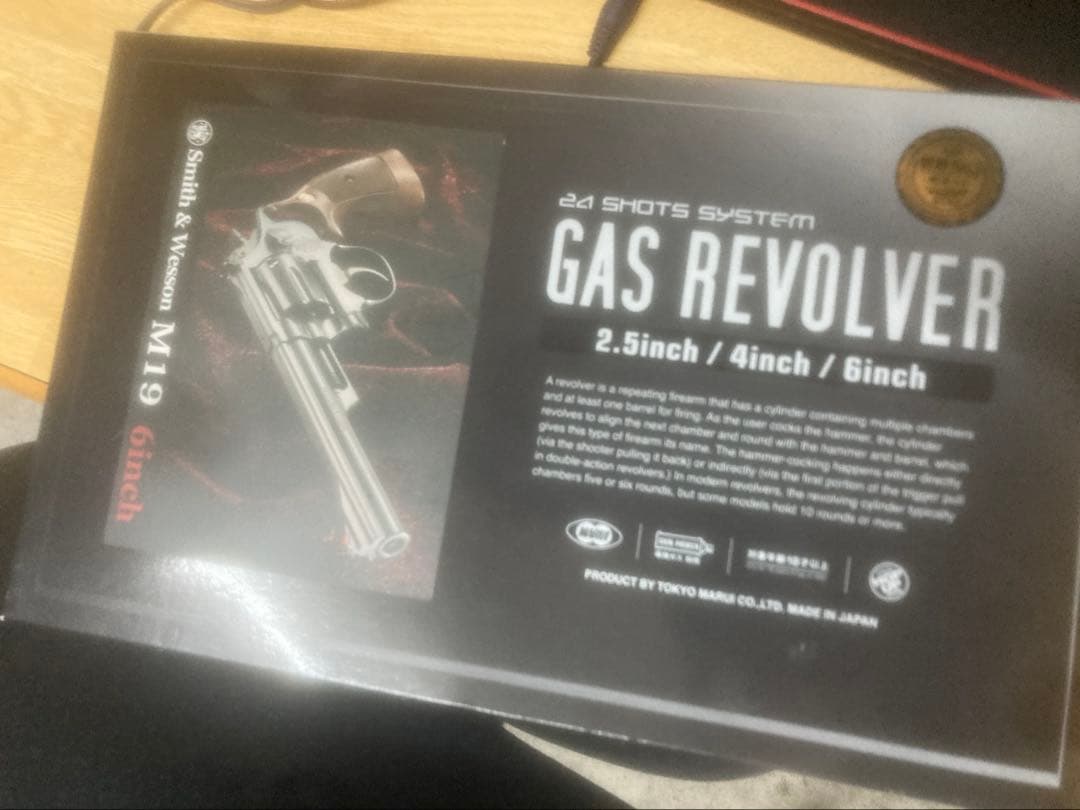 Smith & Wesson M19 6inch
24 SHOTS SYSTEM
GAS REVOLVER
2.5inch / 4inch / 6inch
A revolver is a repeating firearm that has a cylinder containing multiple chambers
and at least one barrel for firing. As the user cocks the hammer, the cylinder
revolves to align the next chamber and round with the hammer and barrel, which
gives this type of firearm its name. The hammer cocking happens either directly
(via the shooter pulling it back) or indirectly (via the first portion of the trigger pull
in double-action revolvers.) In modern revolvers, the revolving cylinder typically
chambers five or six rounds, but some models hold 10 rounds or more.
PRODUCT BY TOKYO MARUI CO.,LTD. MADE IN JAPAN